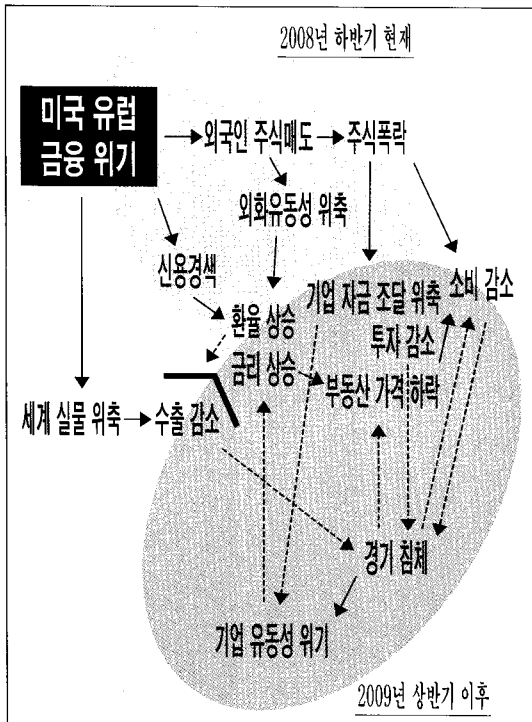 2008년 하반기 현재
미국 유럽
금융 위기
외국인 주식매도
주식폭락
외화유동성 위축
신용경색
기업 자금 조달 위축
소비 감소
환율 상승
투자 감소
금리 상승
부동산 가격 하락
세계 실물 위축
수출 감소
경기 침체
기업 유동성 위기
2009년 상반기 이후